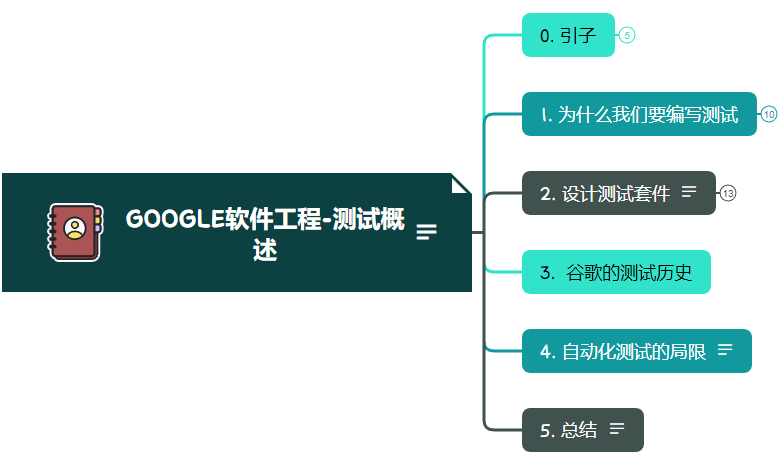 GOOGLE软件工程-测试概
述
0. 引子
5
1. 为什么我们要编写测试
10
2. 设计测试套件
13
3. 谷歌的测试历史
4. 自动化测试的局限
5. 总结